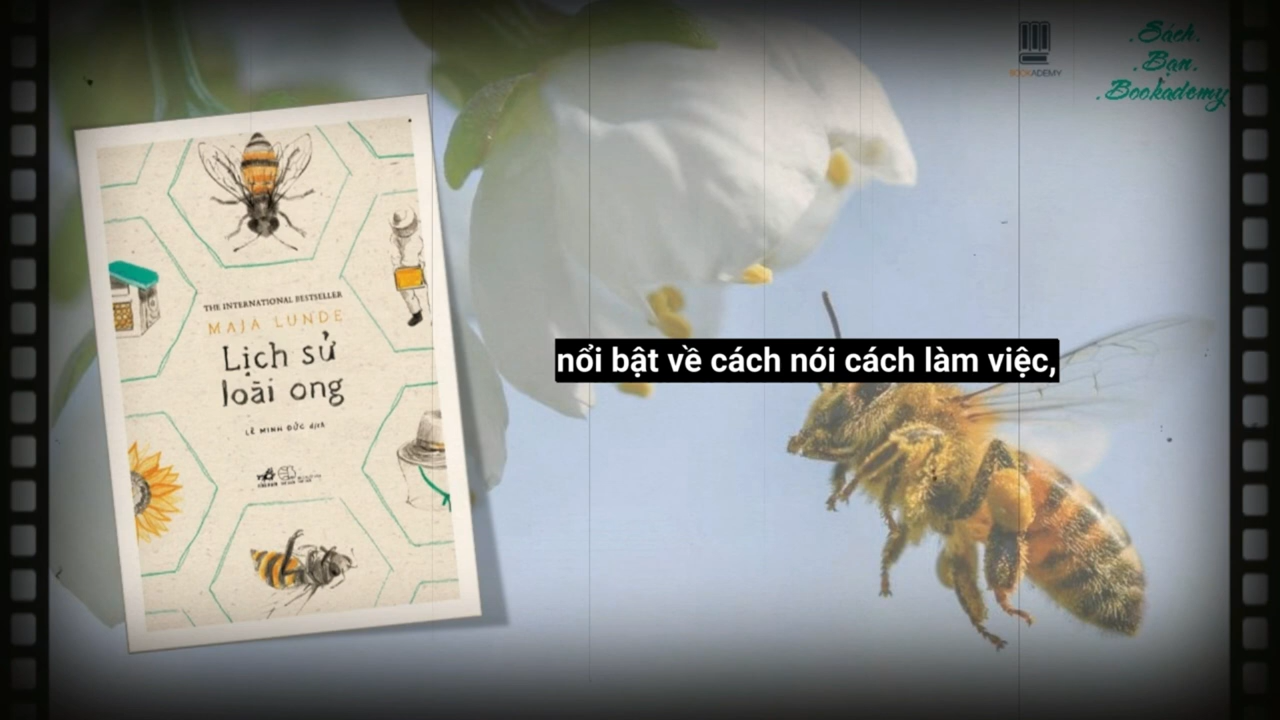 BOOKADEMY
.Sách.
.Bạn.
.Bookademy
THE INTERNATIONAL BESTSELLER
MAJA LUNDE
Lịch sử
loài ong
LÊ MINH ĐỨC dịch
nổi bật về cách nói cách làm việc,